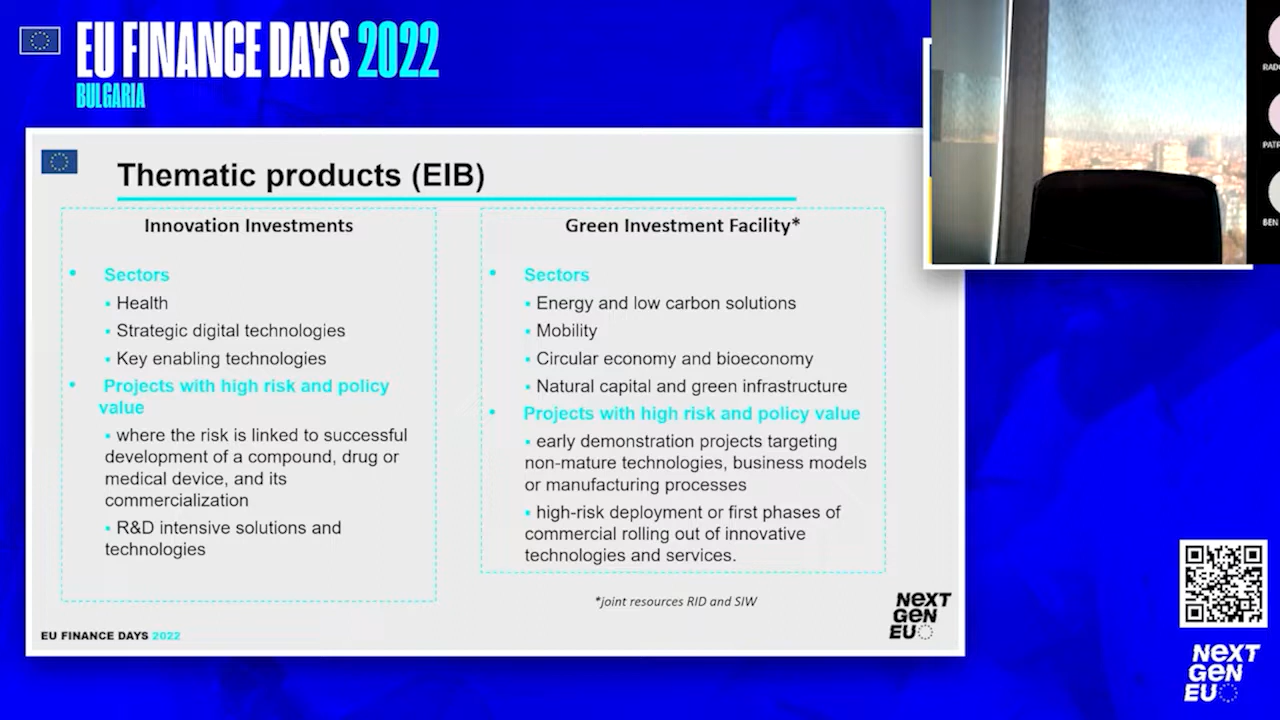 EU FINANCE DAYS 2022
BULGARIA
Thematic products (EIB)
Innovation Investments
• Sectors
▪ Health
▪ Strategic digital technologies
▪ Key enabling technologies
• Projects with high risk and policy
value
▪ where the risk is linked to successful
development of a compound, drug or
medical device, and its
commercialization
▪ R&D intensive solutions and
technologies
Green Investment Facility*
• Sectors
▪ Energy and low carbon solutions
▪ Mobility
▪ Circular economy and bioeconomy
▪ Natural capital and green infrastructure
• Projects with high risk and policy value
▪ early demonstration projects targeting
non-mature technologies, business models
or manufacturing processes
▪ high-risk deployment or first phases of
commercial rolling out of innovative
technologies and services.
*joint resources RID and SIW
EU FINANCE DAYS 2022
NEXT
GEN
EU
BEN
NEXT
GEN
EU